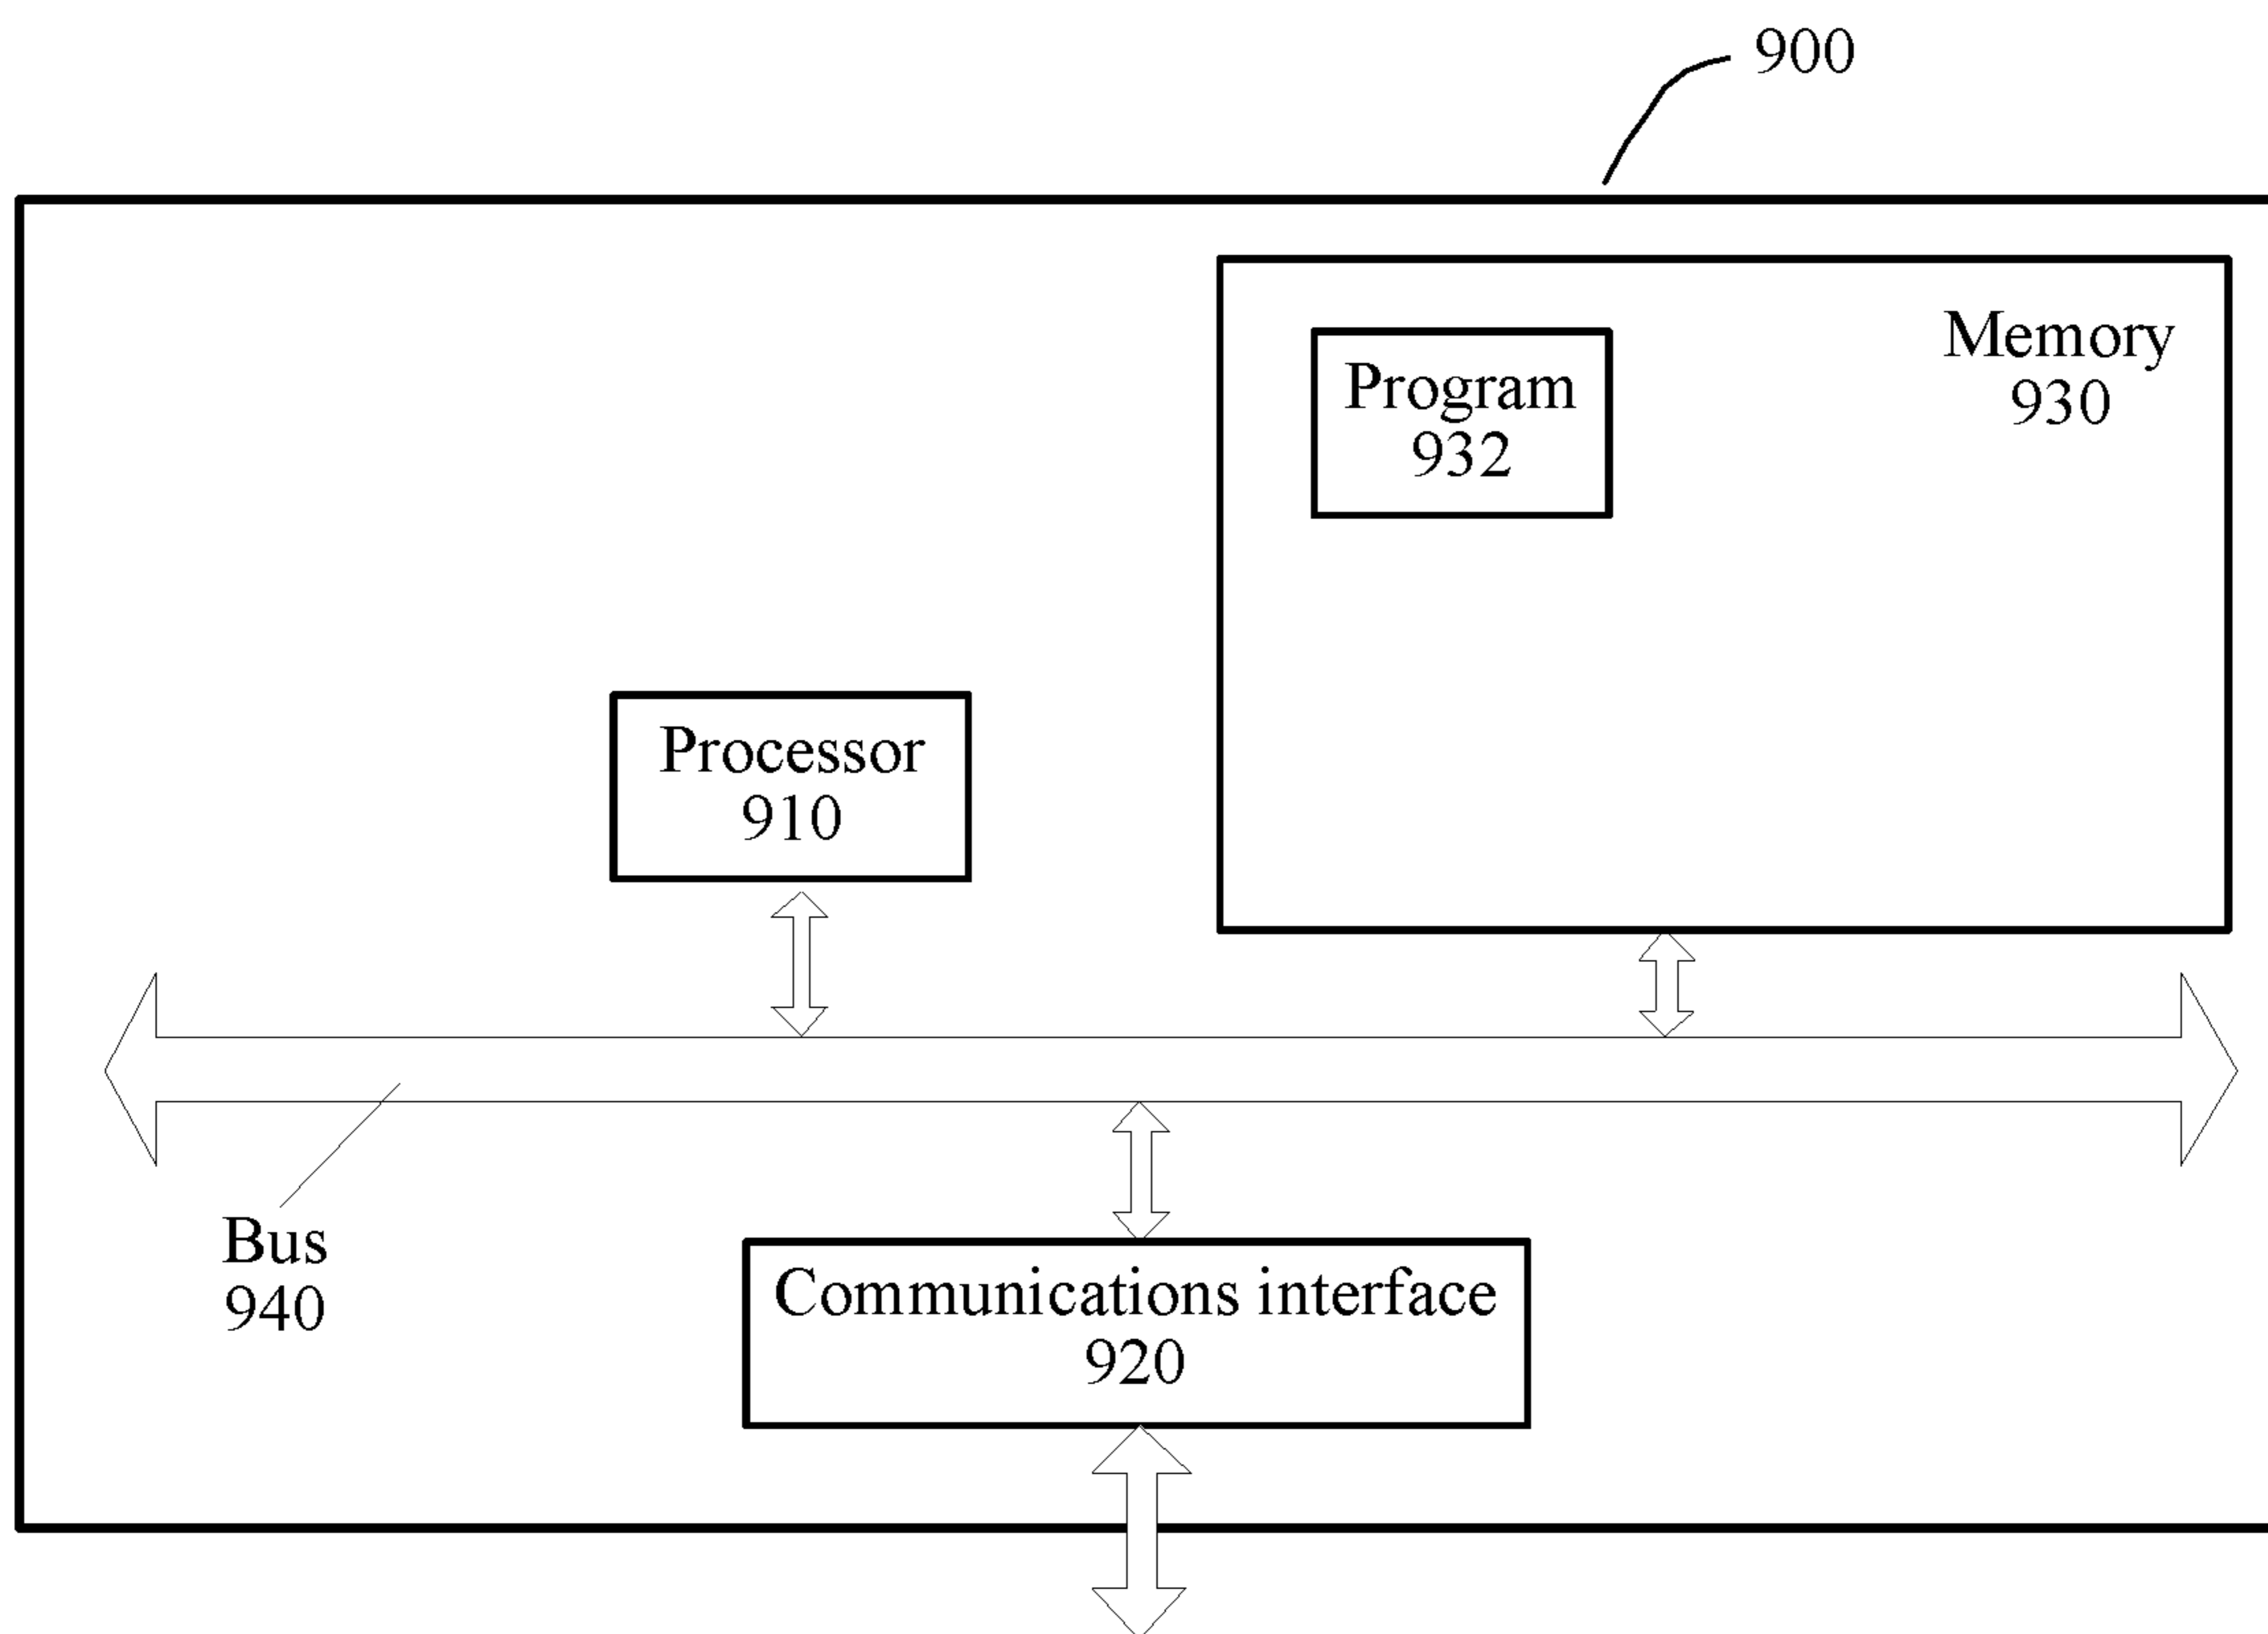 900
Memory
930
Program
932
Processor
910
Bus
940
Communications interface
920